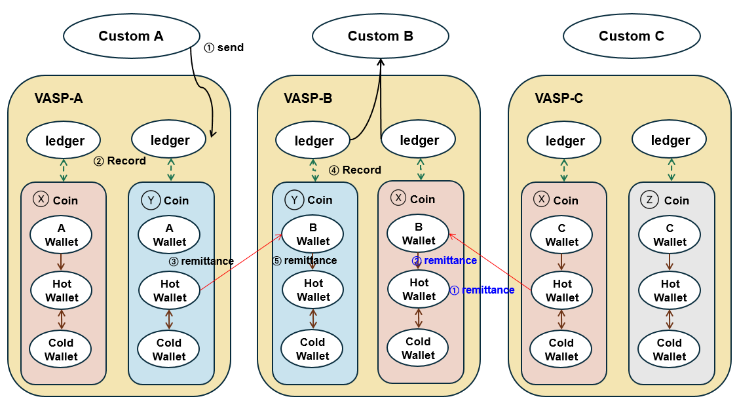 Custom A
Custom B
Custom C
① send
VASP-A
VASP-B
VASP-C
ledger
ledger
ledger
ledger
ledger
ledger
② Record
④ Record
Ⓧ Coin
Ⓨ Coin
Ⓨ Coin
Ⓧ Coin
Ⓧ Coin
Ⓩ Coin
A
Wallet
A
Wallet
B
Wallet
B
Wallet
C
Wallet
C
Wallet
③ remittance
⑤ remittance
② remittance
① remittance
Hot
Wallet
Hot
Wallet
Hot
Wallet
Hot
Wallet
Hot
Wallet
Hot
Wallet
Cold
Wallet
Cold
Wallet
Cold
Wallet
Cold
Wallet
Cold
Wallet
Cold
Wallet